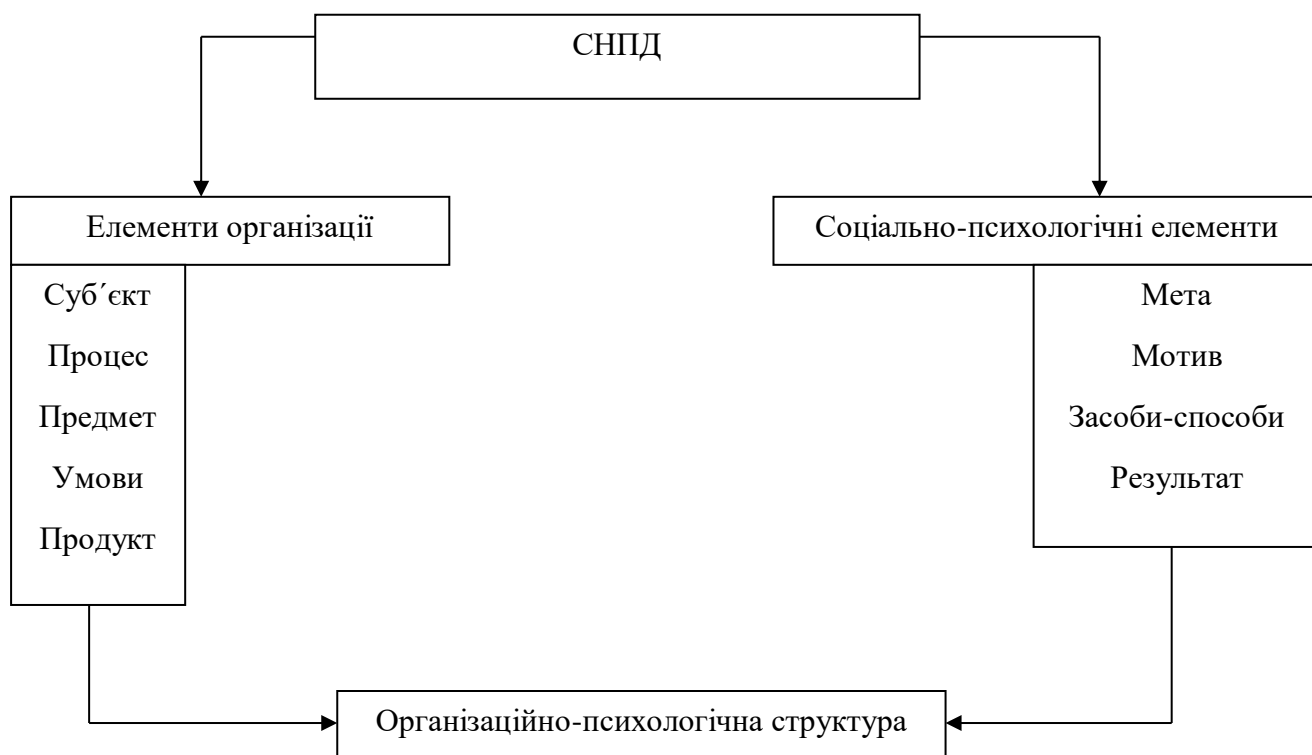 СНПД
Елементи організації
Суб´єкт
Процес
Предмет
Умови
Продукт
Соціально-психологічні елементи
Мета
Мотив
Засоби-способи
Результат
Організаційно-психологічна структура